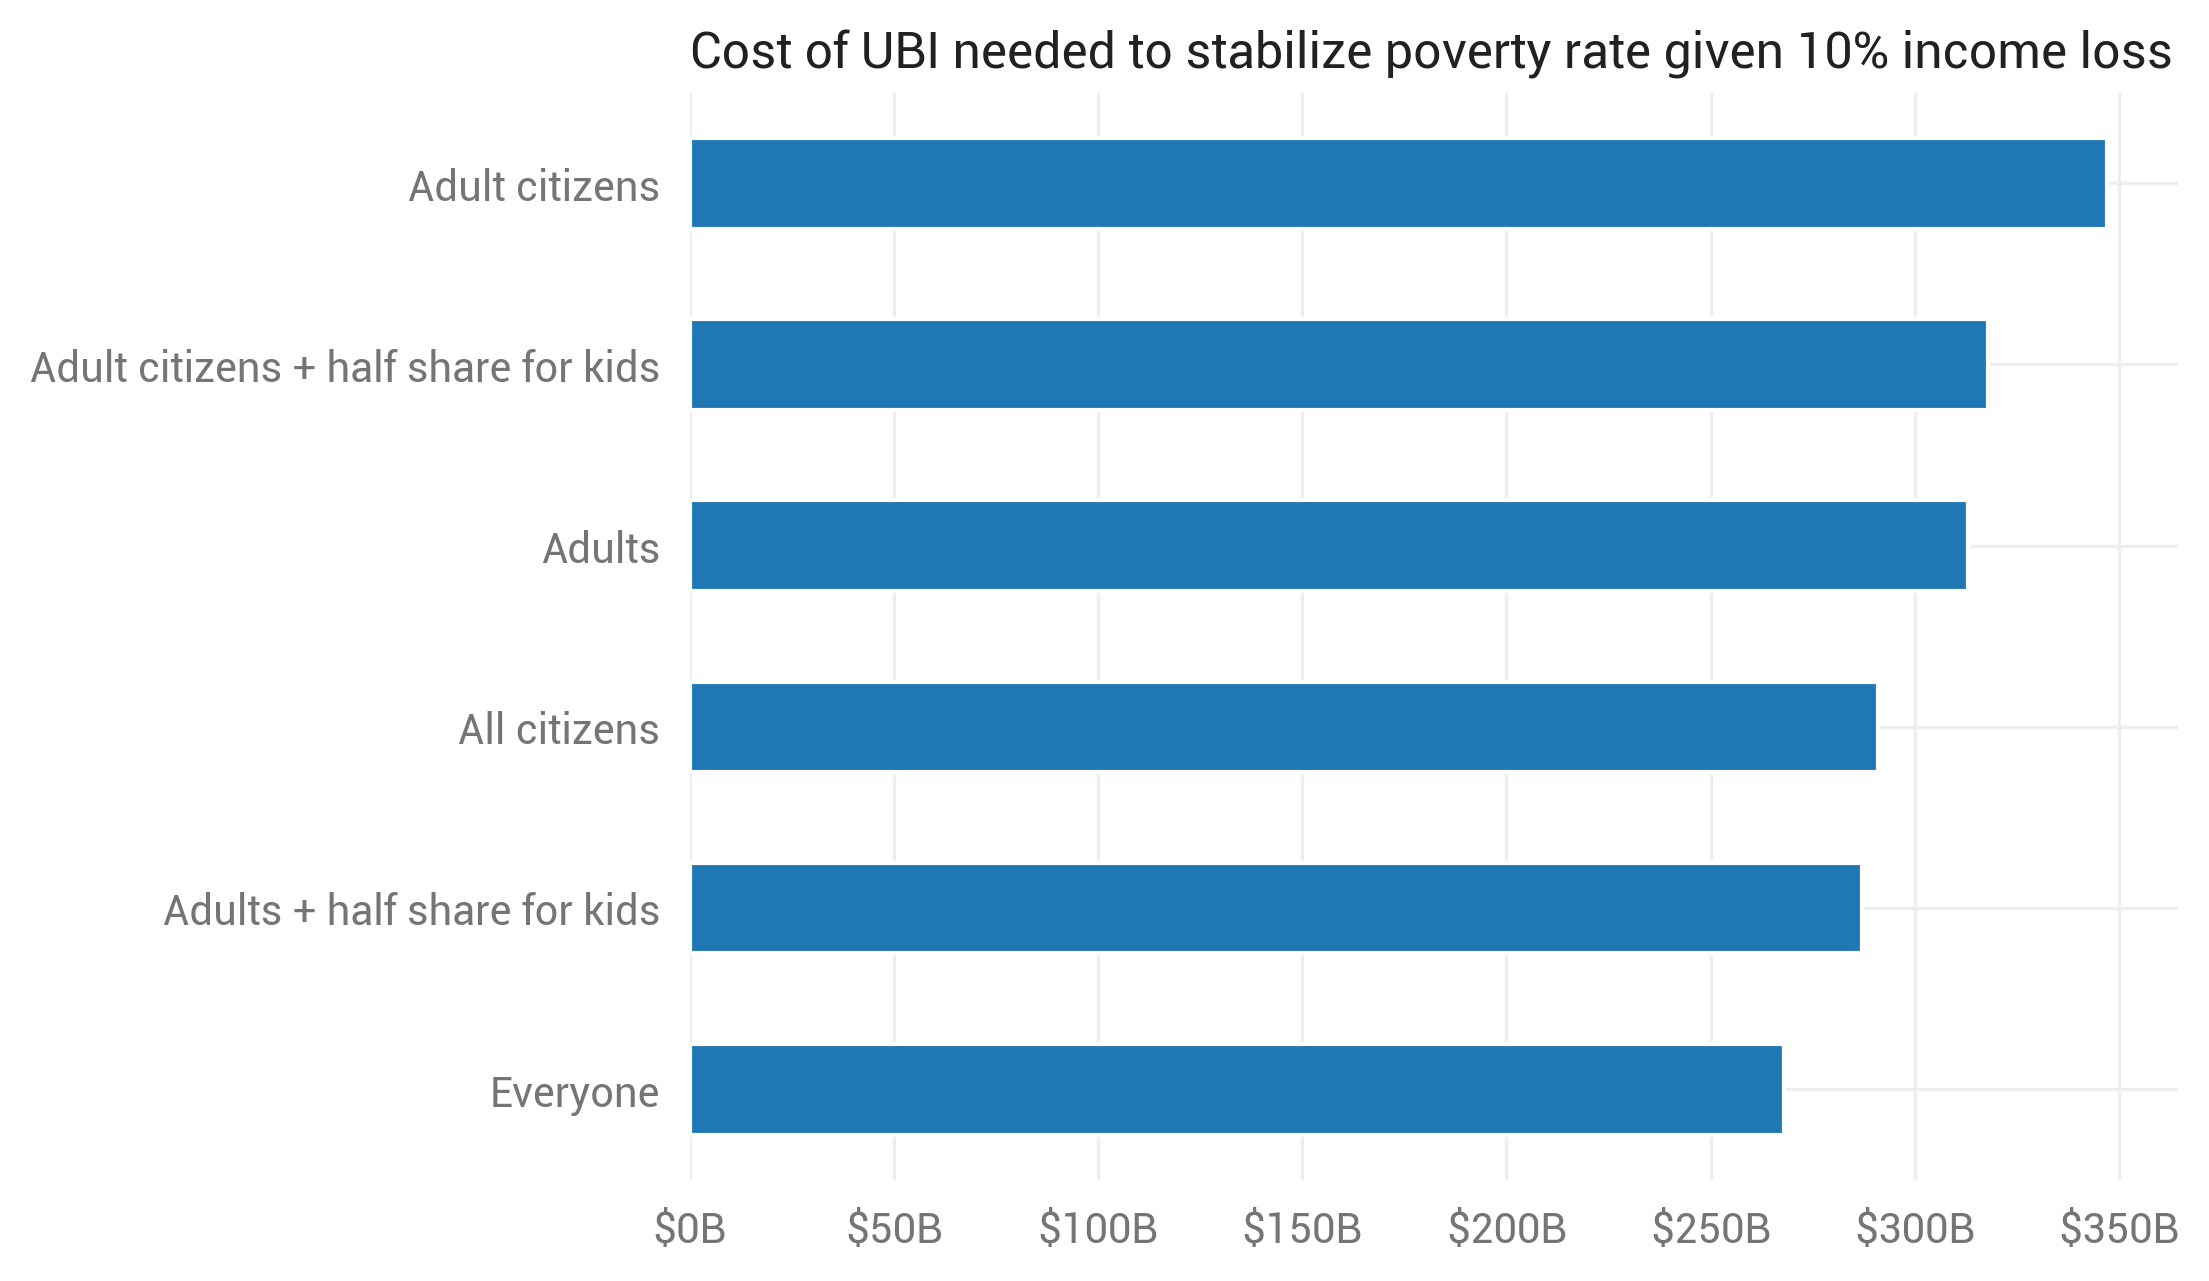 Cost of UBI needed to stabilize poverty rate given 10% income loss
Adult citizens
Adult citizens + half share for kids
Adults
All citizens
Adults + half share for kids
Everyone
$0B $50B $100B $150B $200B $250B $300B $350B